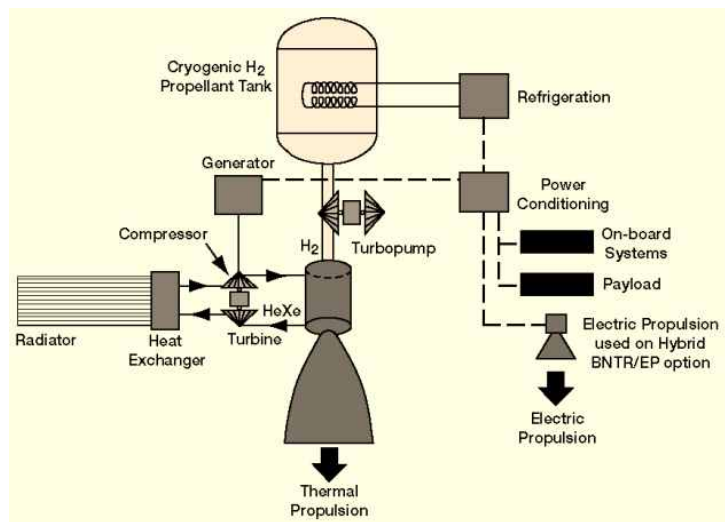 Cryogenic H2
Propellant Tank
Refrigeration
Generator
Power
Conditioning
Compressor
H2
Turbopump
On-board
Systems
Payload
HeXe
Radiator
Heat
Exchanger
Turbine
Electric Propulsion
used on Hybrid
BNTR/EP option
Electric
Propulsion
Thermal
Propulsion